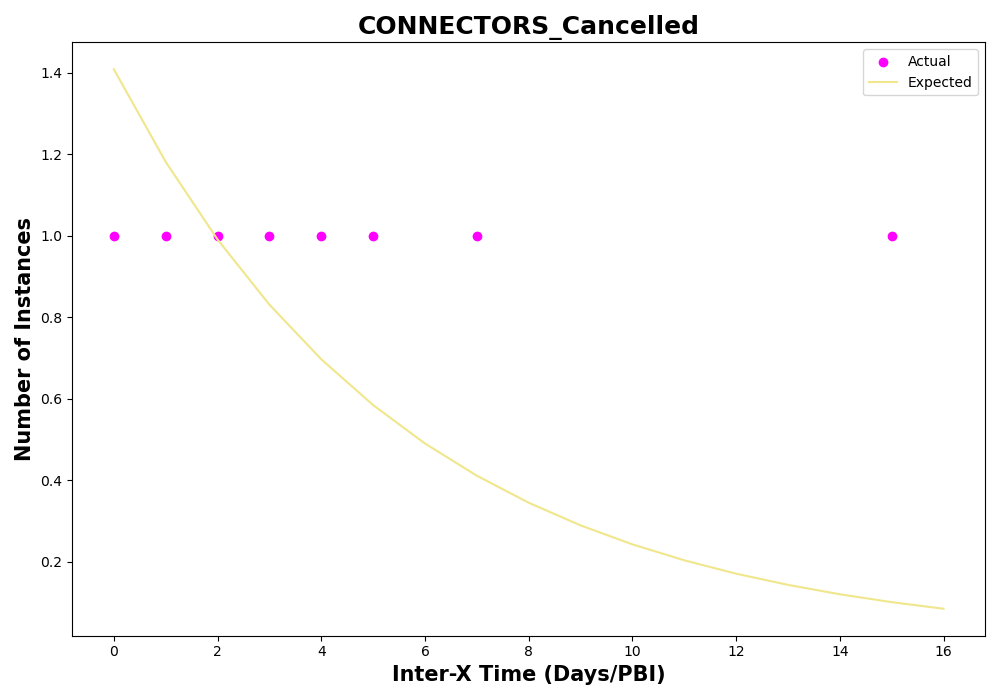 CONNECTORS_Cancelled
Actual
Expected
Number of Instances
1.4
1.2
1.0
0.8
0.6
0.4
0.2
0 2 4 6 8 10 12 14 16
Inter-X Time (Days/PBI)